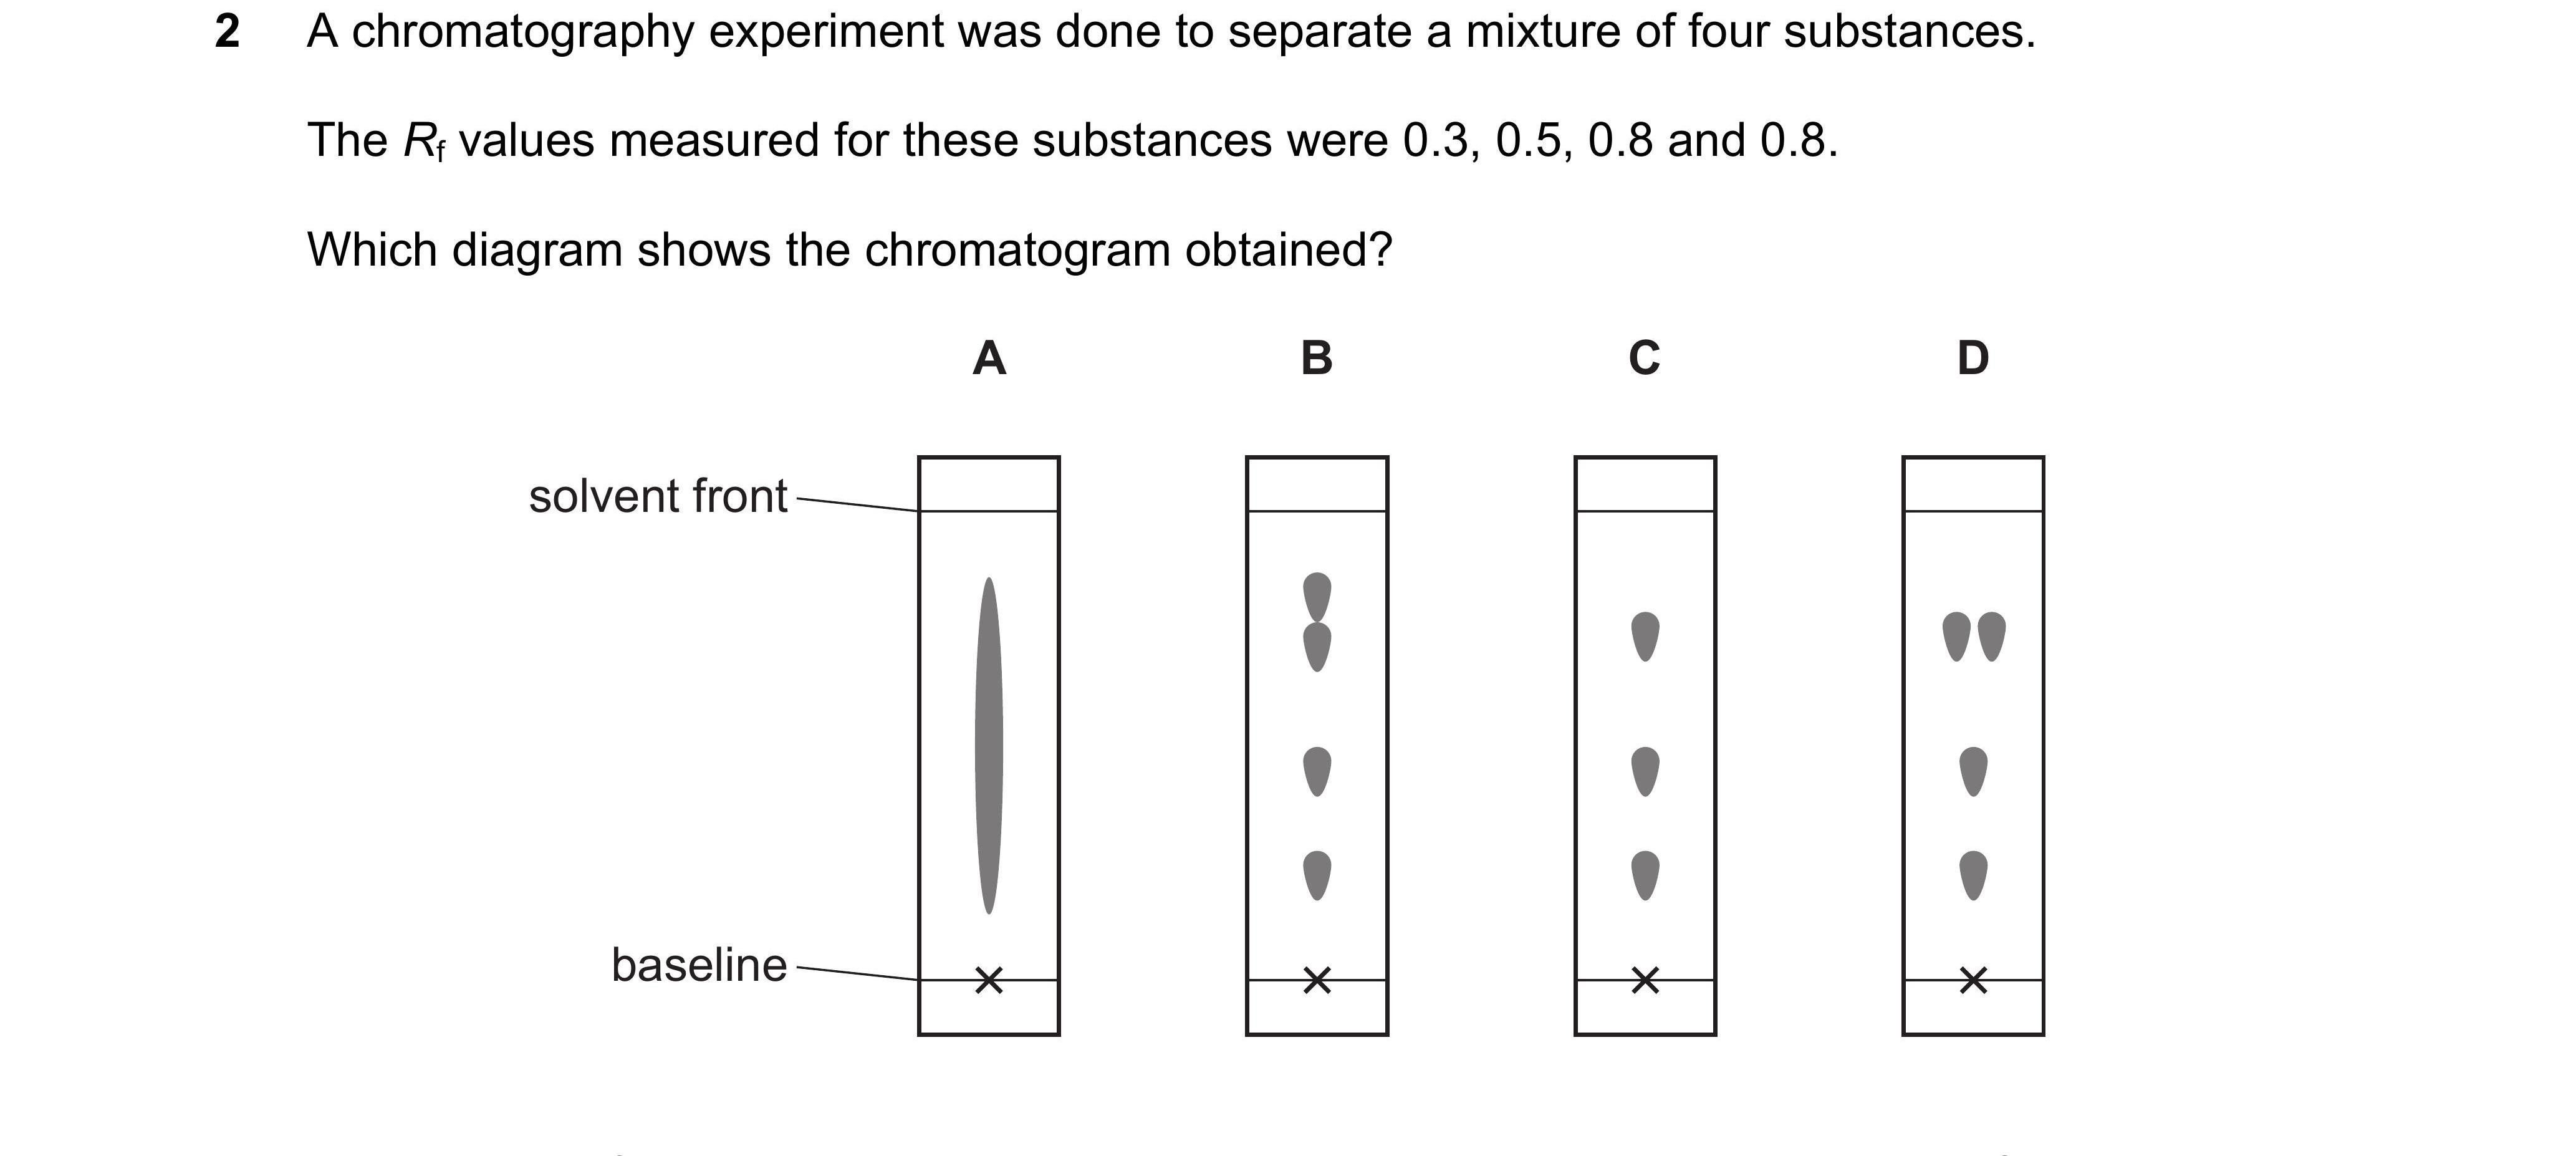 2 A chromatography experiment was done to separate a mixture of four substances.
The Rf values measured for these substances were 0.3, 0.5, 0.8 and 0.8.
Which diagram shows the chromatogram obtained?
A B C D
solvent front
baseline